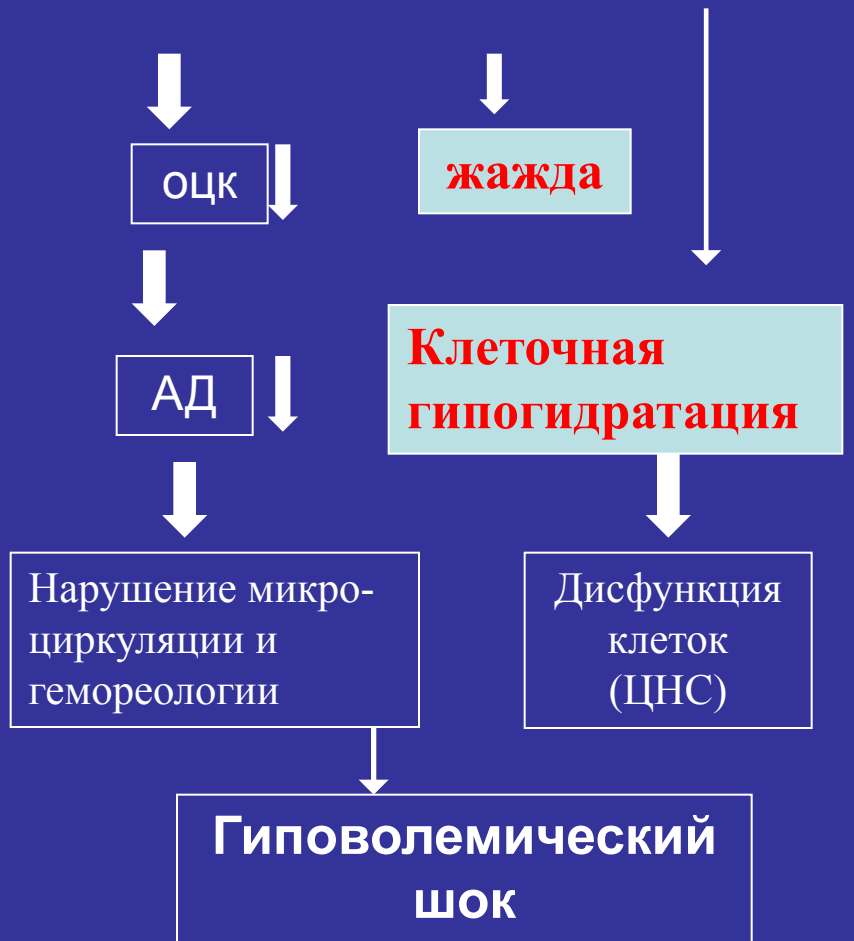 оцк
жажда
АД
Клеточная
гипогидратация
Нарушение микро-
циркуляции и
гемореологии
Дисфункция
клеток
(ЦНС)
Гиповолемический
шок